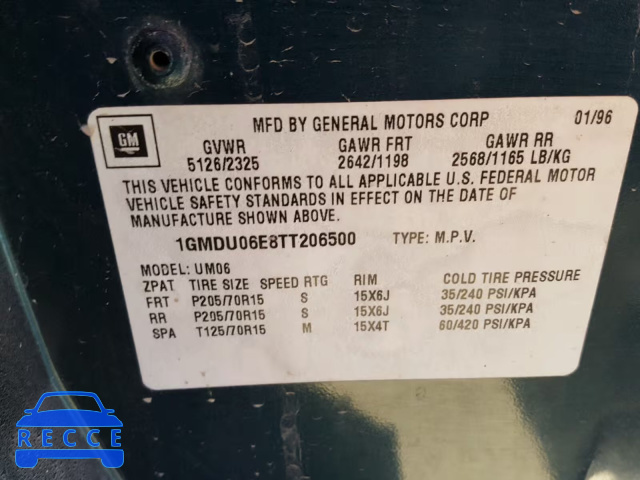 GM
MFD BY GENERAL MOTORS CORP 01/96
GVWR GAWR FRT GAWR RR
5126/2325 2642/1198 2568/1165 LB/KG
THIS VEHICLE CONFORMS TO ALL APPLICABLE U.S. FEDERAL MOTOR
VEHICLE SAFETY STANDARDS IN EFFECT ON THE DATE OF
MANUFACTURE SHOWN ABOVE.
1GMDU06E8TT206500 TYPE: M.P.V.
MODEL: UM06
ZPAT TIRE SIZE SPEED RTG RIM COLD TIRE PRESSURE
FRT P205/70R15 S 15X6J 35/240 PSI/KPA
RR P205/70R15 S 15X6J 35/240 PSI/KPA
SPA T125/70R15 M 15X4T 60/420 PSI/KPA
UECCE.COM